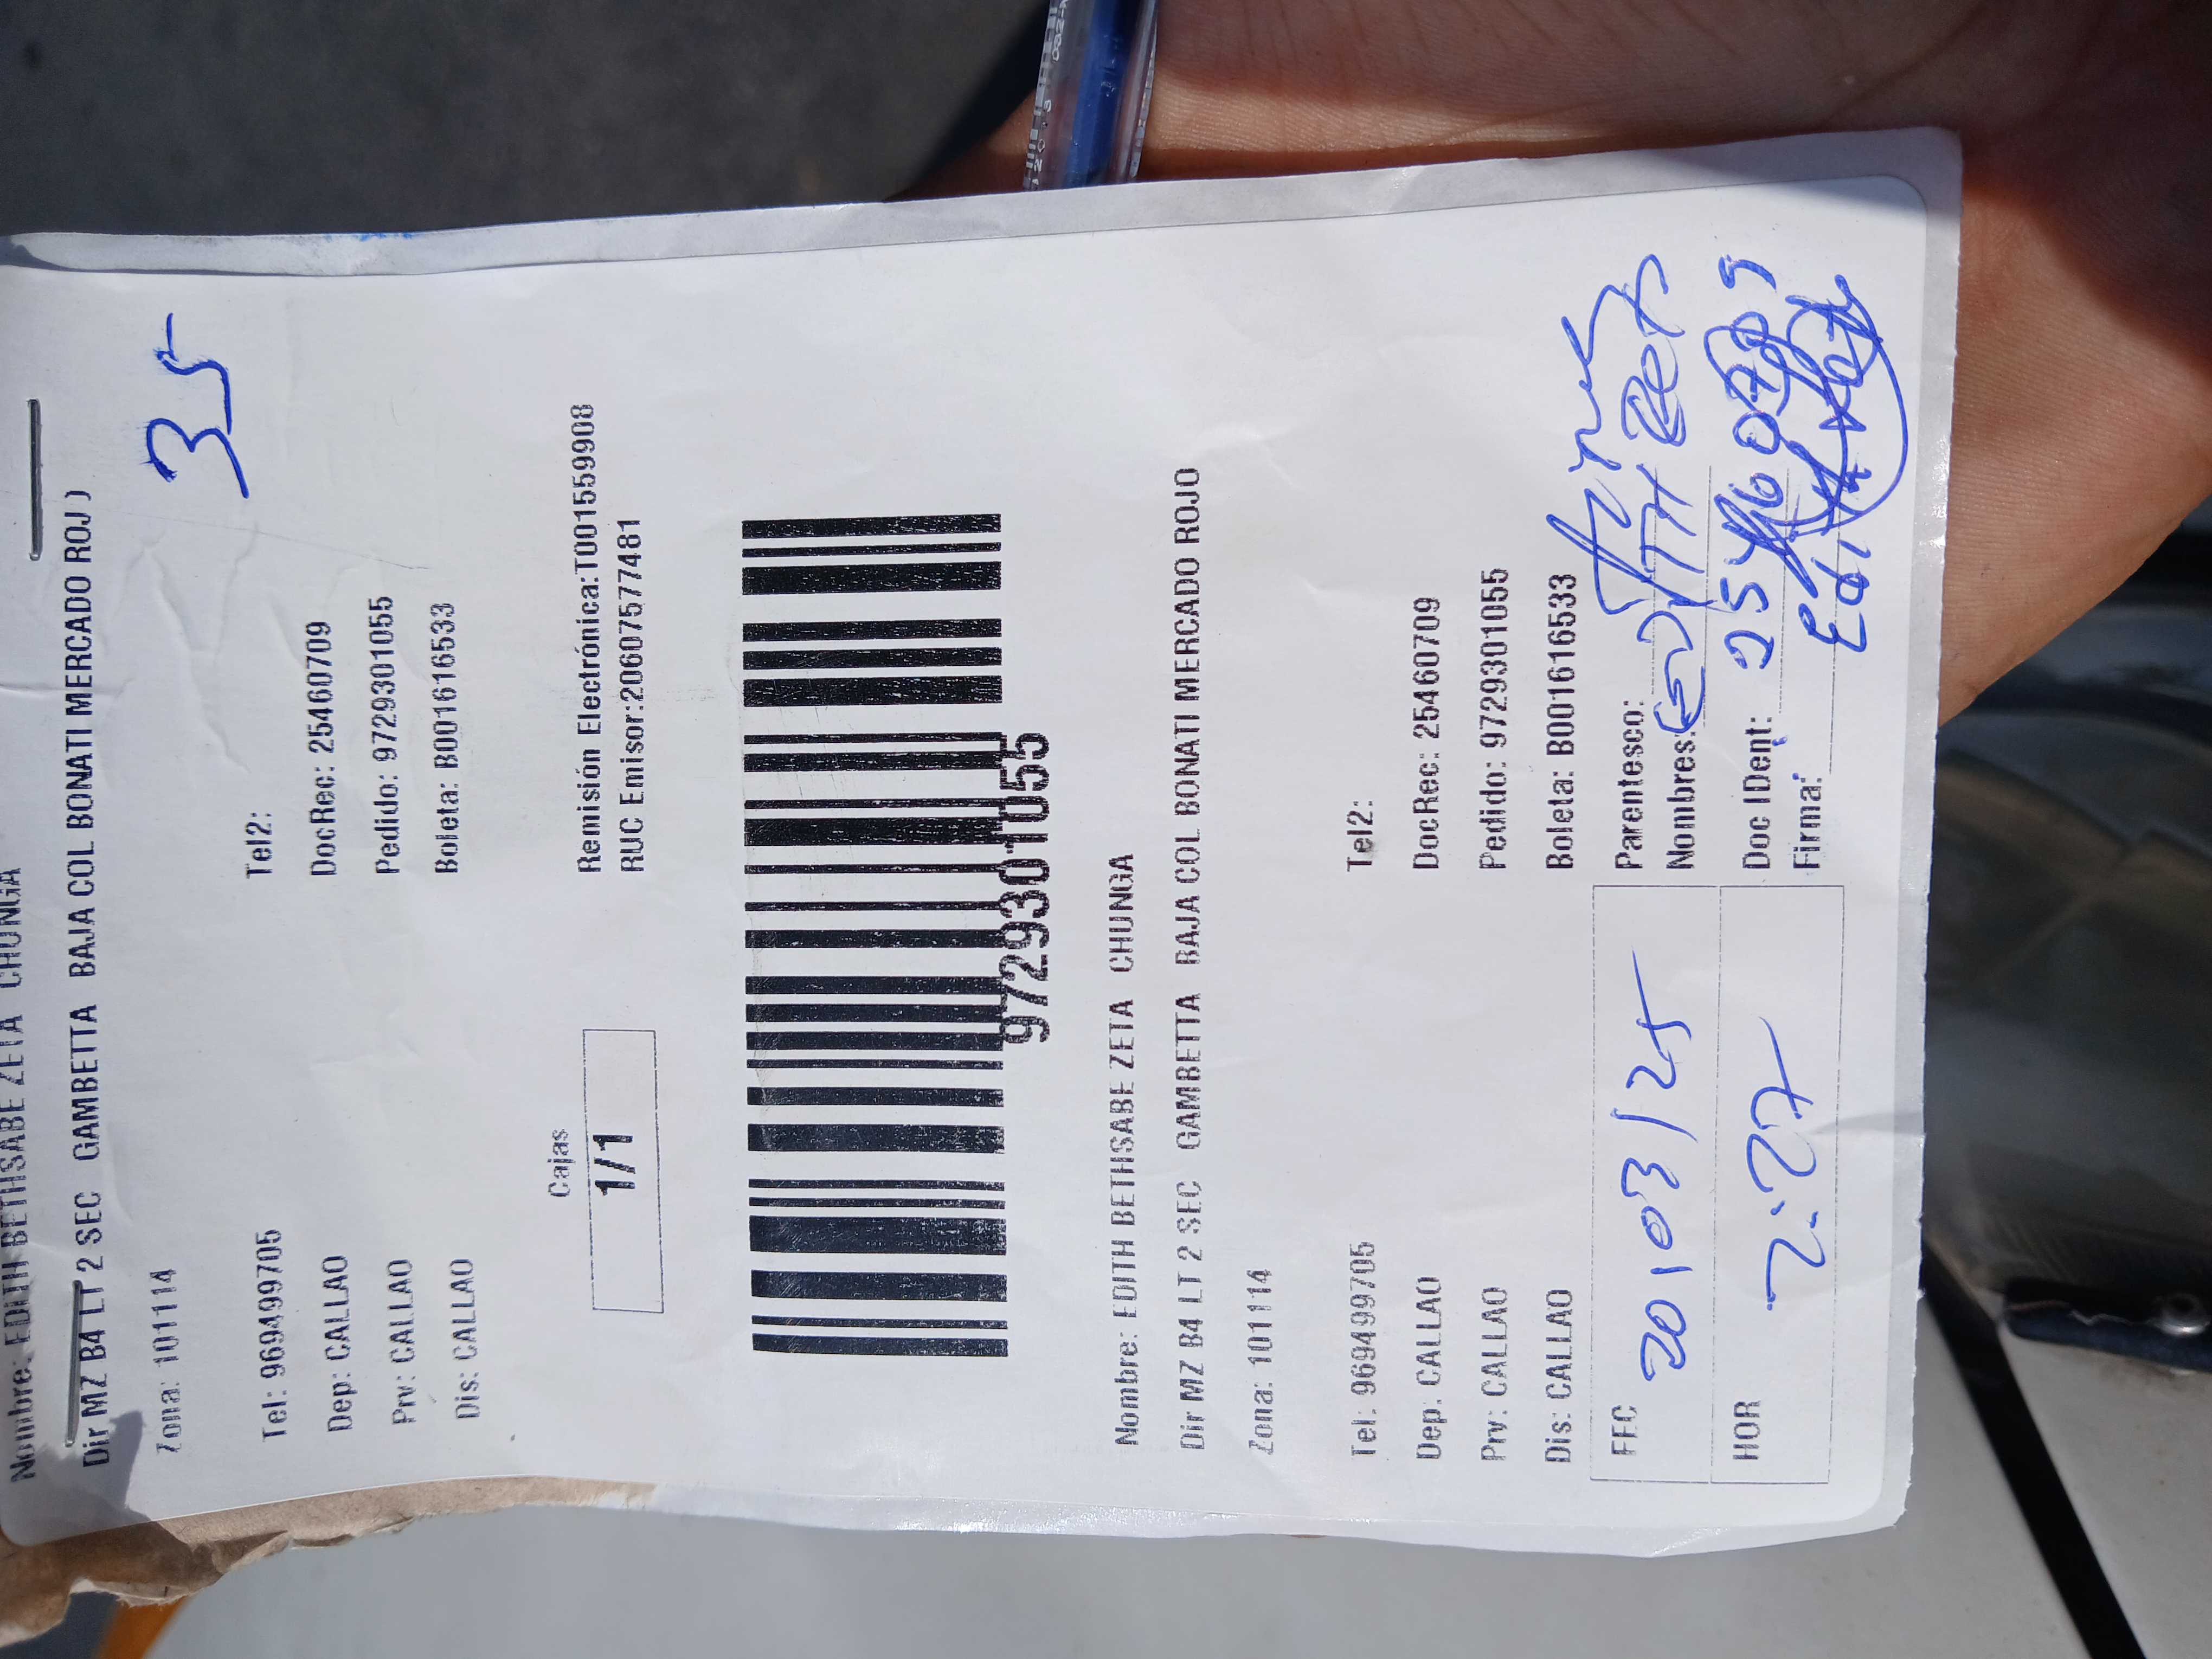 Nombre: EDITH BETHSABE ZETA CHUNGA
Dir MZ B4 LT 2 SEC GAMBETTA BAJA COL BONATI MERCADO ROJ )
Zona: 101114
35
Tel: 969499705 Tel2:
Dep: CALLAO DocRec: 25460709
Prv: CALLAO Pedido: 9729301055
Dis: CALLAO Boleta: B001616533
Cajas
1/1
Remisión Electrónica:T001559908
RUC Emisor:20607577481
9729301055
Nombre: EDITH BETHSABE ZETA CHUNGA
Dir MZ B4 LT 2 SEC GAMBETTA BAJA COL BONATI MERCADO ROJO
Zona: 101114
Tel: 969499705 Tel2:
Dep: CALLAO DocRec: 25460709
Prv: CALLAO Pedido: 9729301055
Dis: CALLAO Boleta: B001616533
FEC 20/03/25 Parentesco:
Nombres: EDITH
HOR 2:27 Doc IDent: 25460709
Firma: